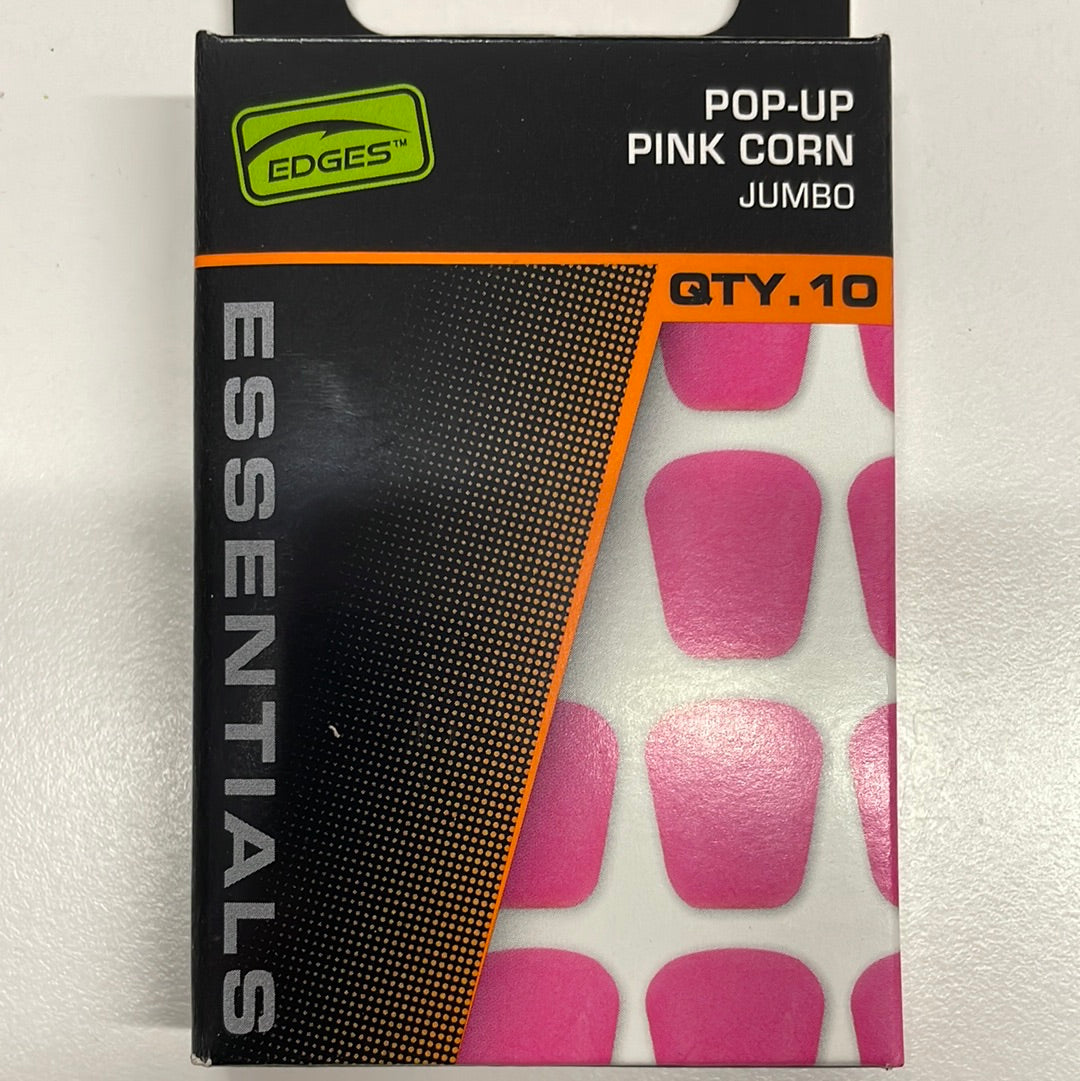 EDGES™
POP-UP
PINK CORN
JUMBO
QTY.10
ESSENTIALS